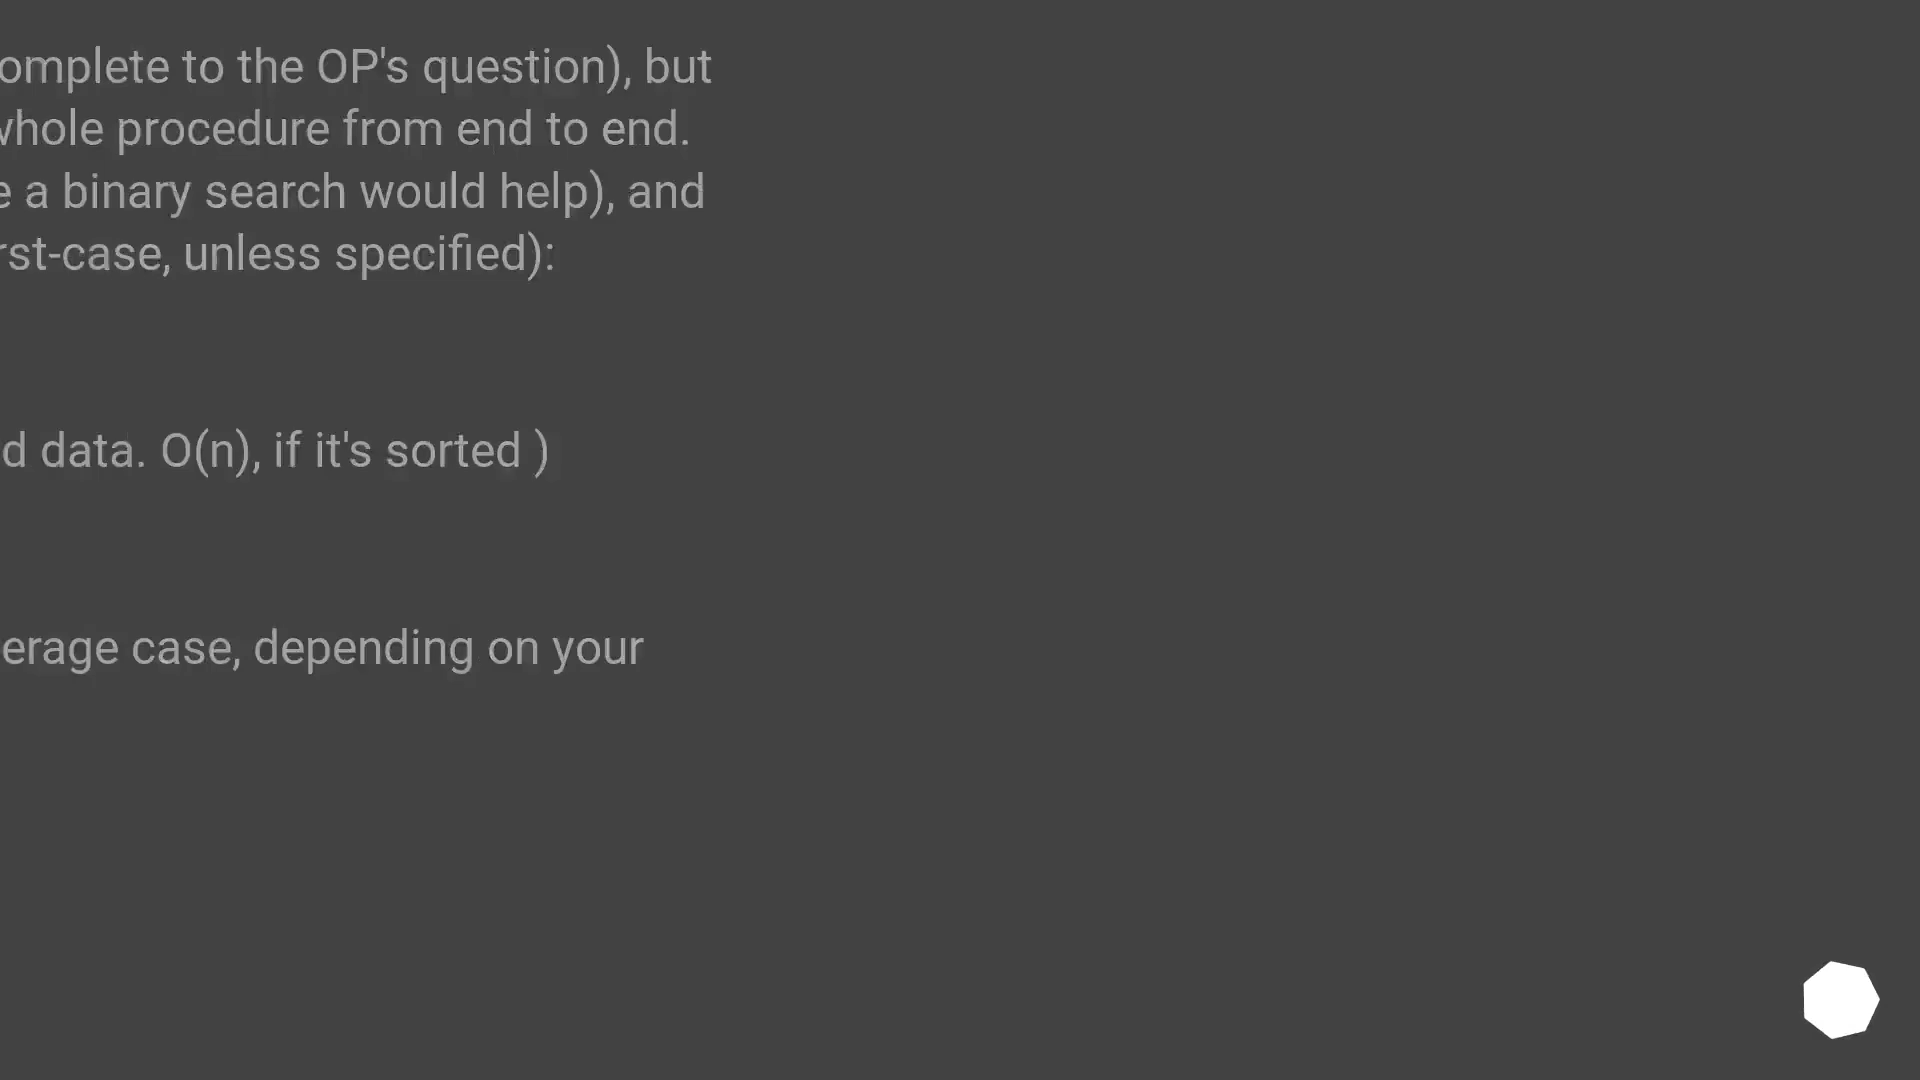 omplete to the OP's question), but
whole procedure from end to end.
e a binary search would help), and
rst-case, unless specified):
d data. O(n), if it's sorted )
erage case, depending on your